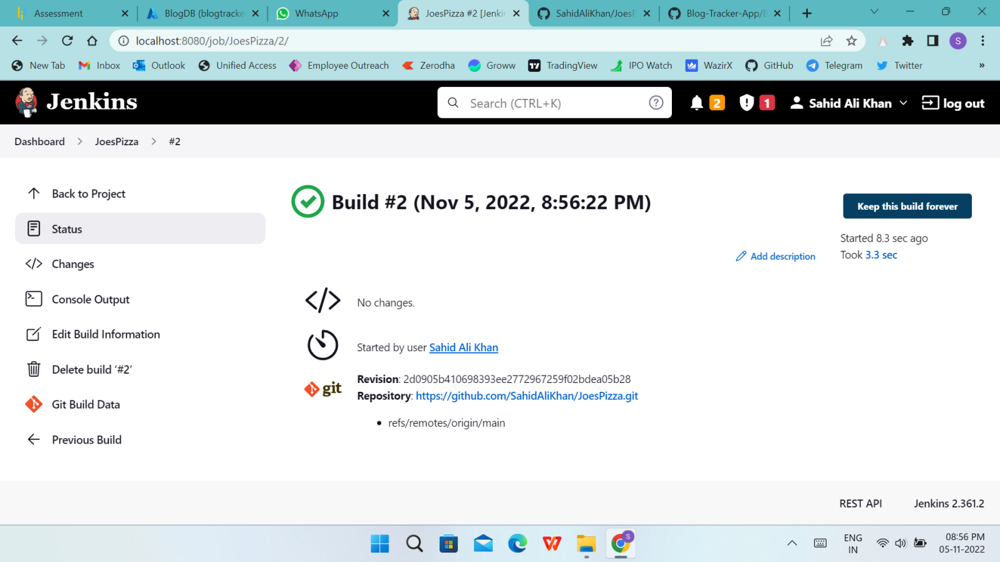 Assessment
BlogDB (blogtracke
WhatsApp
JoesPizza #2 [Jenkin
SahidAliKhan/JoesP
Blog-Tracker-App/B
localhost:8080/job/JoesPizza/2/
S
New Tab
Inbox
Outlook
Unified Access
Employee Outreach
Zerodha
Groww
TradingView
IPO Watch
WazirX
GitHub
Telegram
Twitter
»
Jenkins
Search (CTRL+K)
2
1
Sahid Ali Khan
log out
Dashboard
JoesPizza
#2
Back to Project
Status
Changes
Console Output
Edit Build Information
Delete build ‘#2’
Git Build Data
Previous Build
Build #2 (Nov 5, 2022, 8:56:22 PM)
Keep this build forever
Started 8.3 sec ago
Took 3.3 sec
Add description
No changes.
Started by user Sahid Ali Khan
git
Revision: 2d0905b410698393ee2772967259f02bdea05b28
Repository: https://github.com/SahidAliKhan/JoesPizza.git
• refs/remotes/origin/main
REST API
Jenkins 2.361.2
S
ENG
IN
08:56 PM
05-11-2022